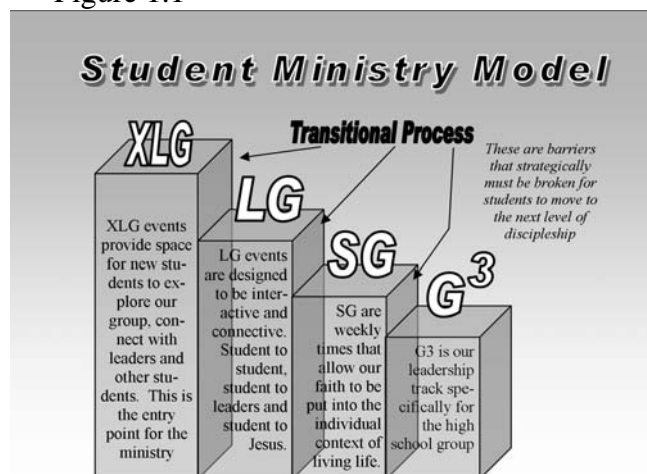 Figure 1.1
Student Ministry Model
XLG
Transitional Process
These are barriers
that strategically
must be broken for
students to move to
the next level of
discipleship
LG
SG
G³
XLG events
provide space
for new stu-
dents to ex-
plore our
group, con-
nect with
leaders and
other stu-
dents. This is
the entry
point for the
ministry
LG events
are designed
to be inter-
active and
connective.
Student to
student,
student to
leaders and
student to
Jesus.
SG are
weekly
times that
allow our
faith to be
put into the
individual
context of
living life.
G3 is our
leadership
track spe-
cifically for
the high
school group